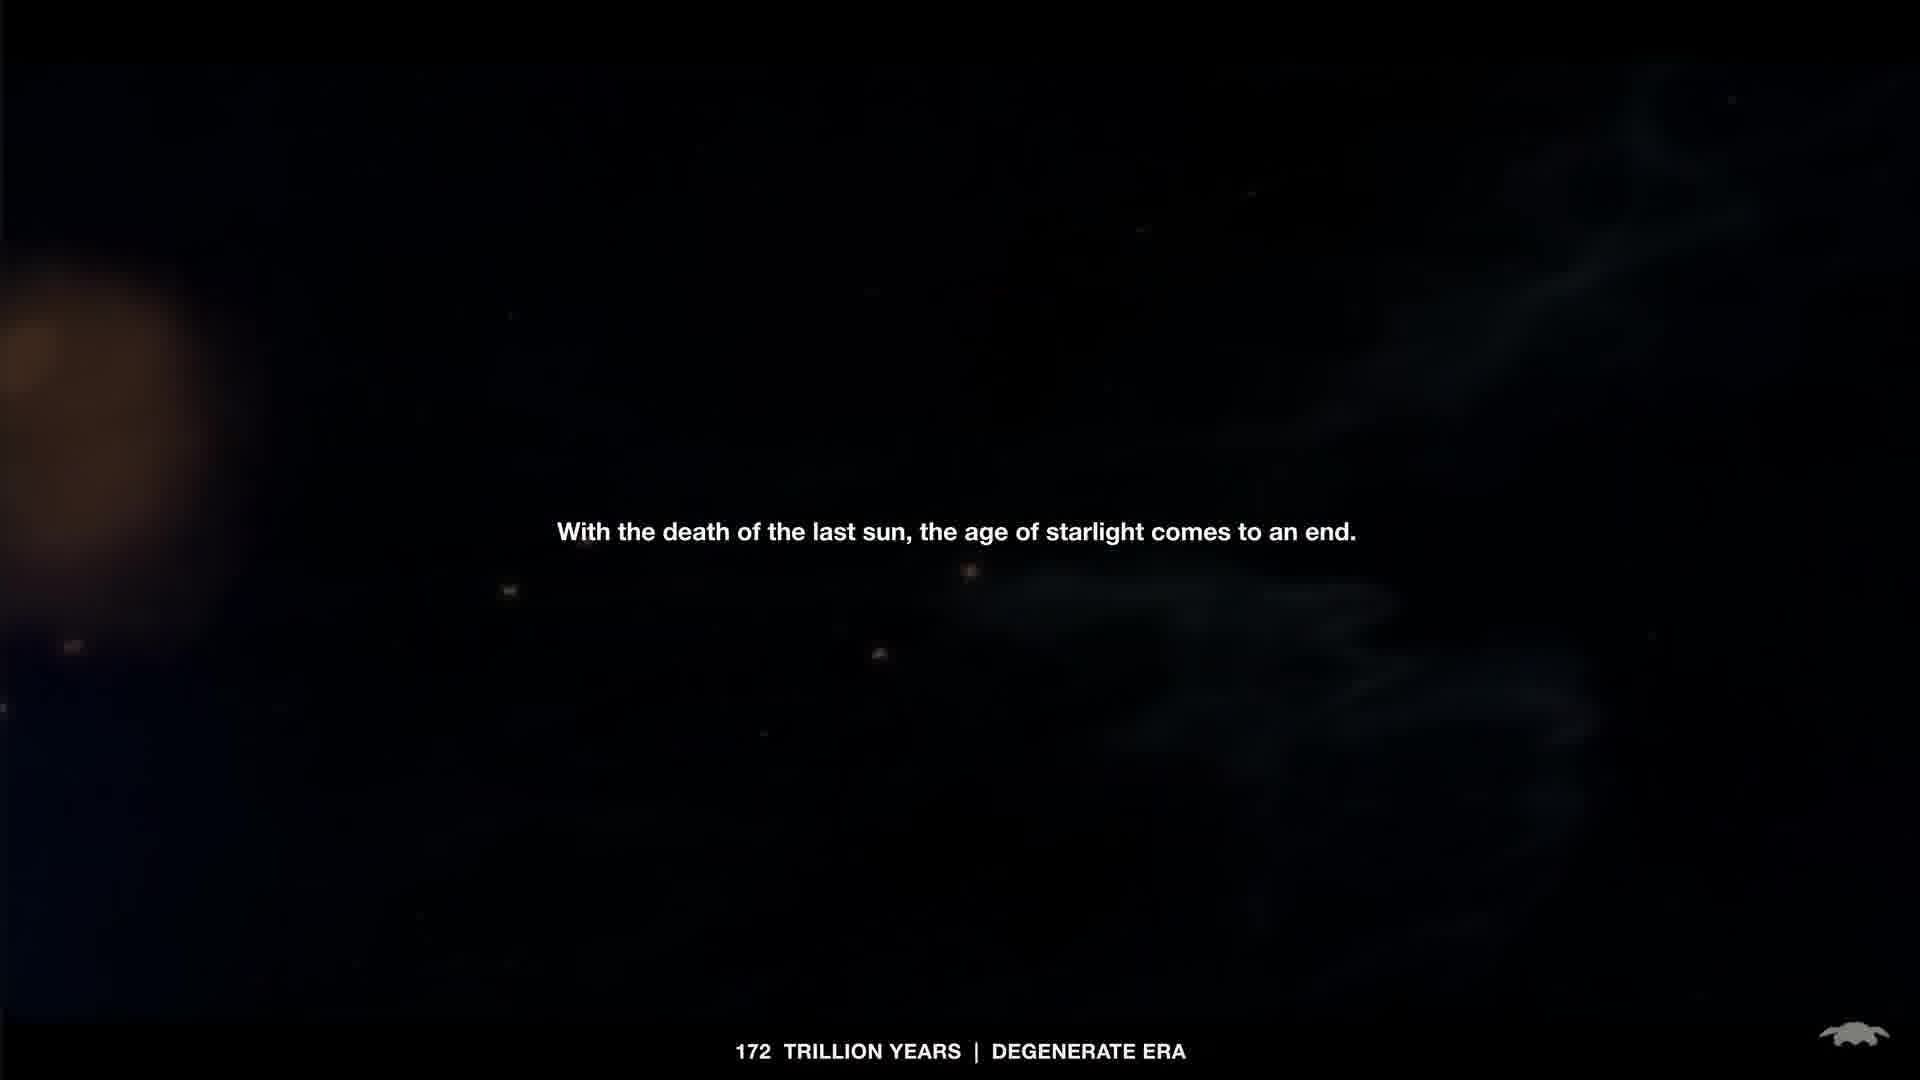 With the death of the last sun, the age of starlight comes to an end.
172 TRILLION YEARS | DEGENERATE ERA